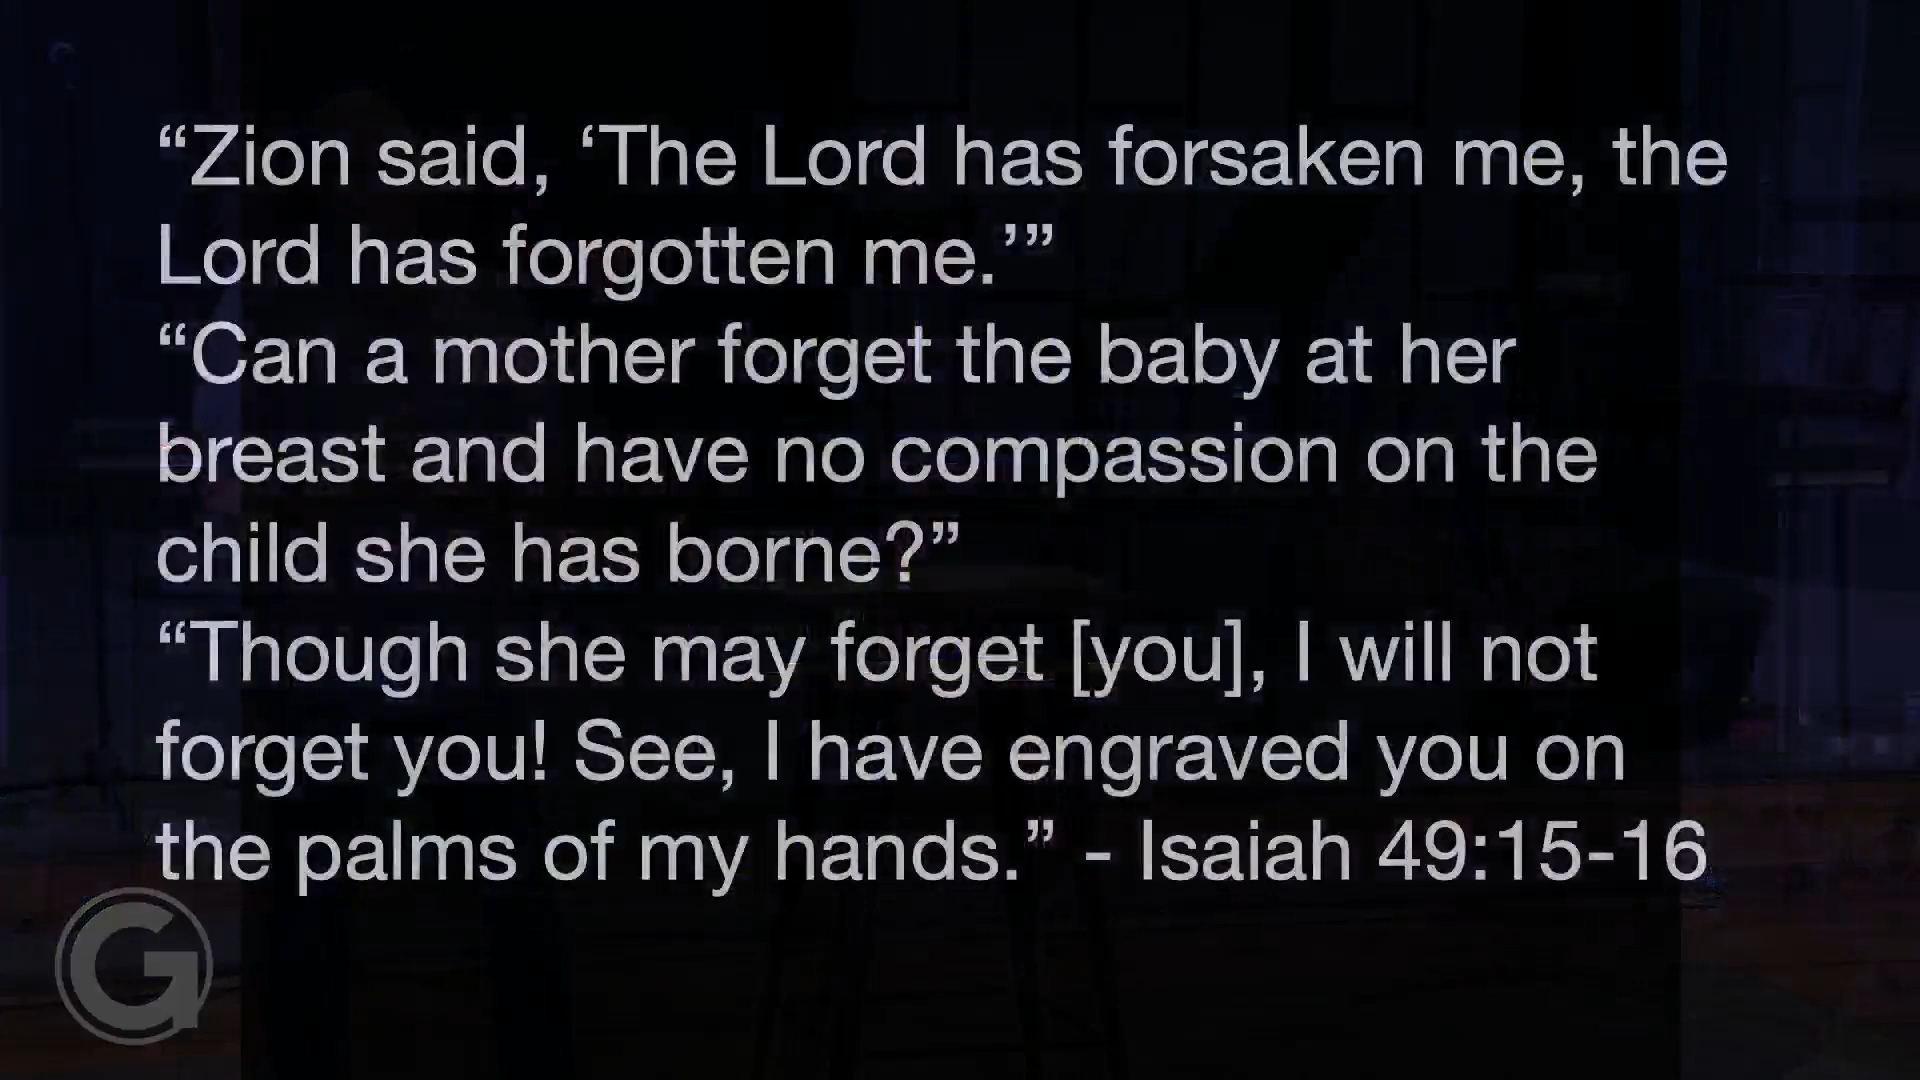 “Zion said, ‘The Lord has forsaken me, the
Lord has forgotten me.’”
“Can a mother forget the baby at her
breast and have no compassion on the
child she has borne?”
“Though she may forget [you], I will not
forget you! See, I have engraved you on
the palms of my hands.” - Isaiah 49:15-16
G